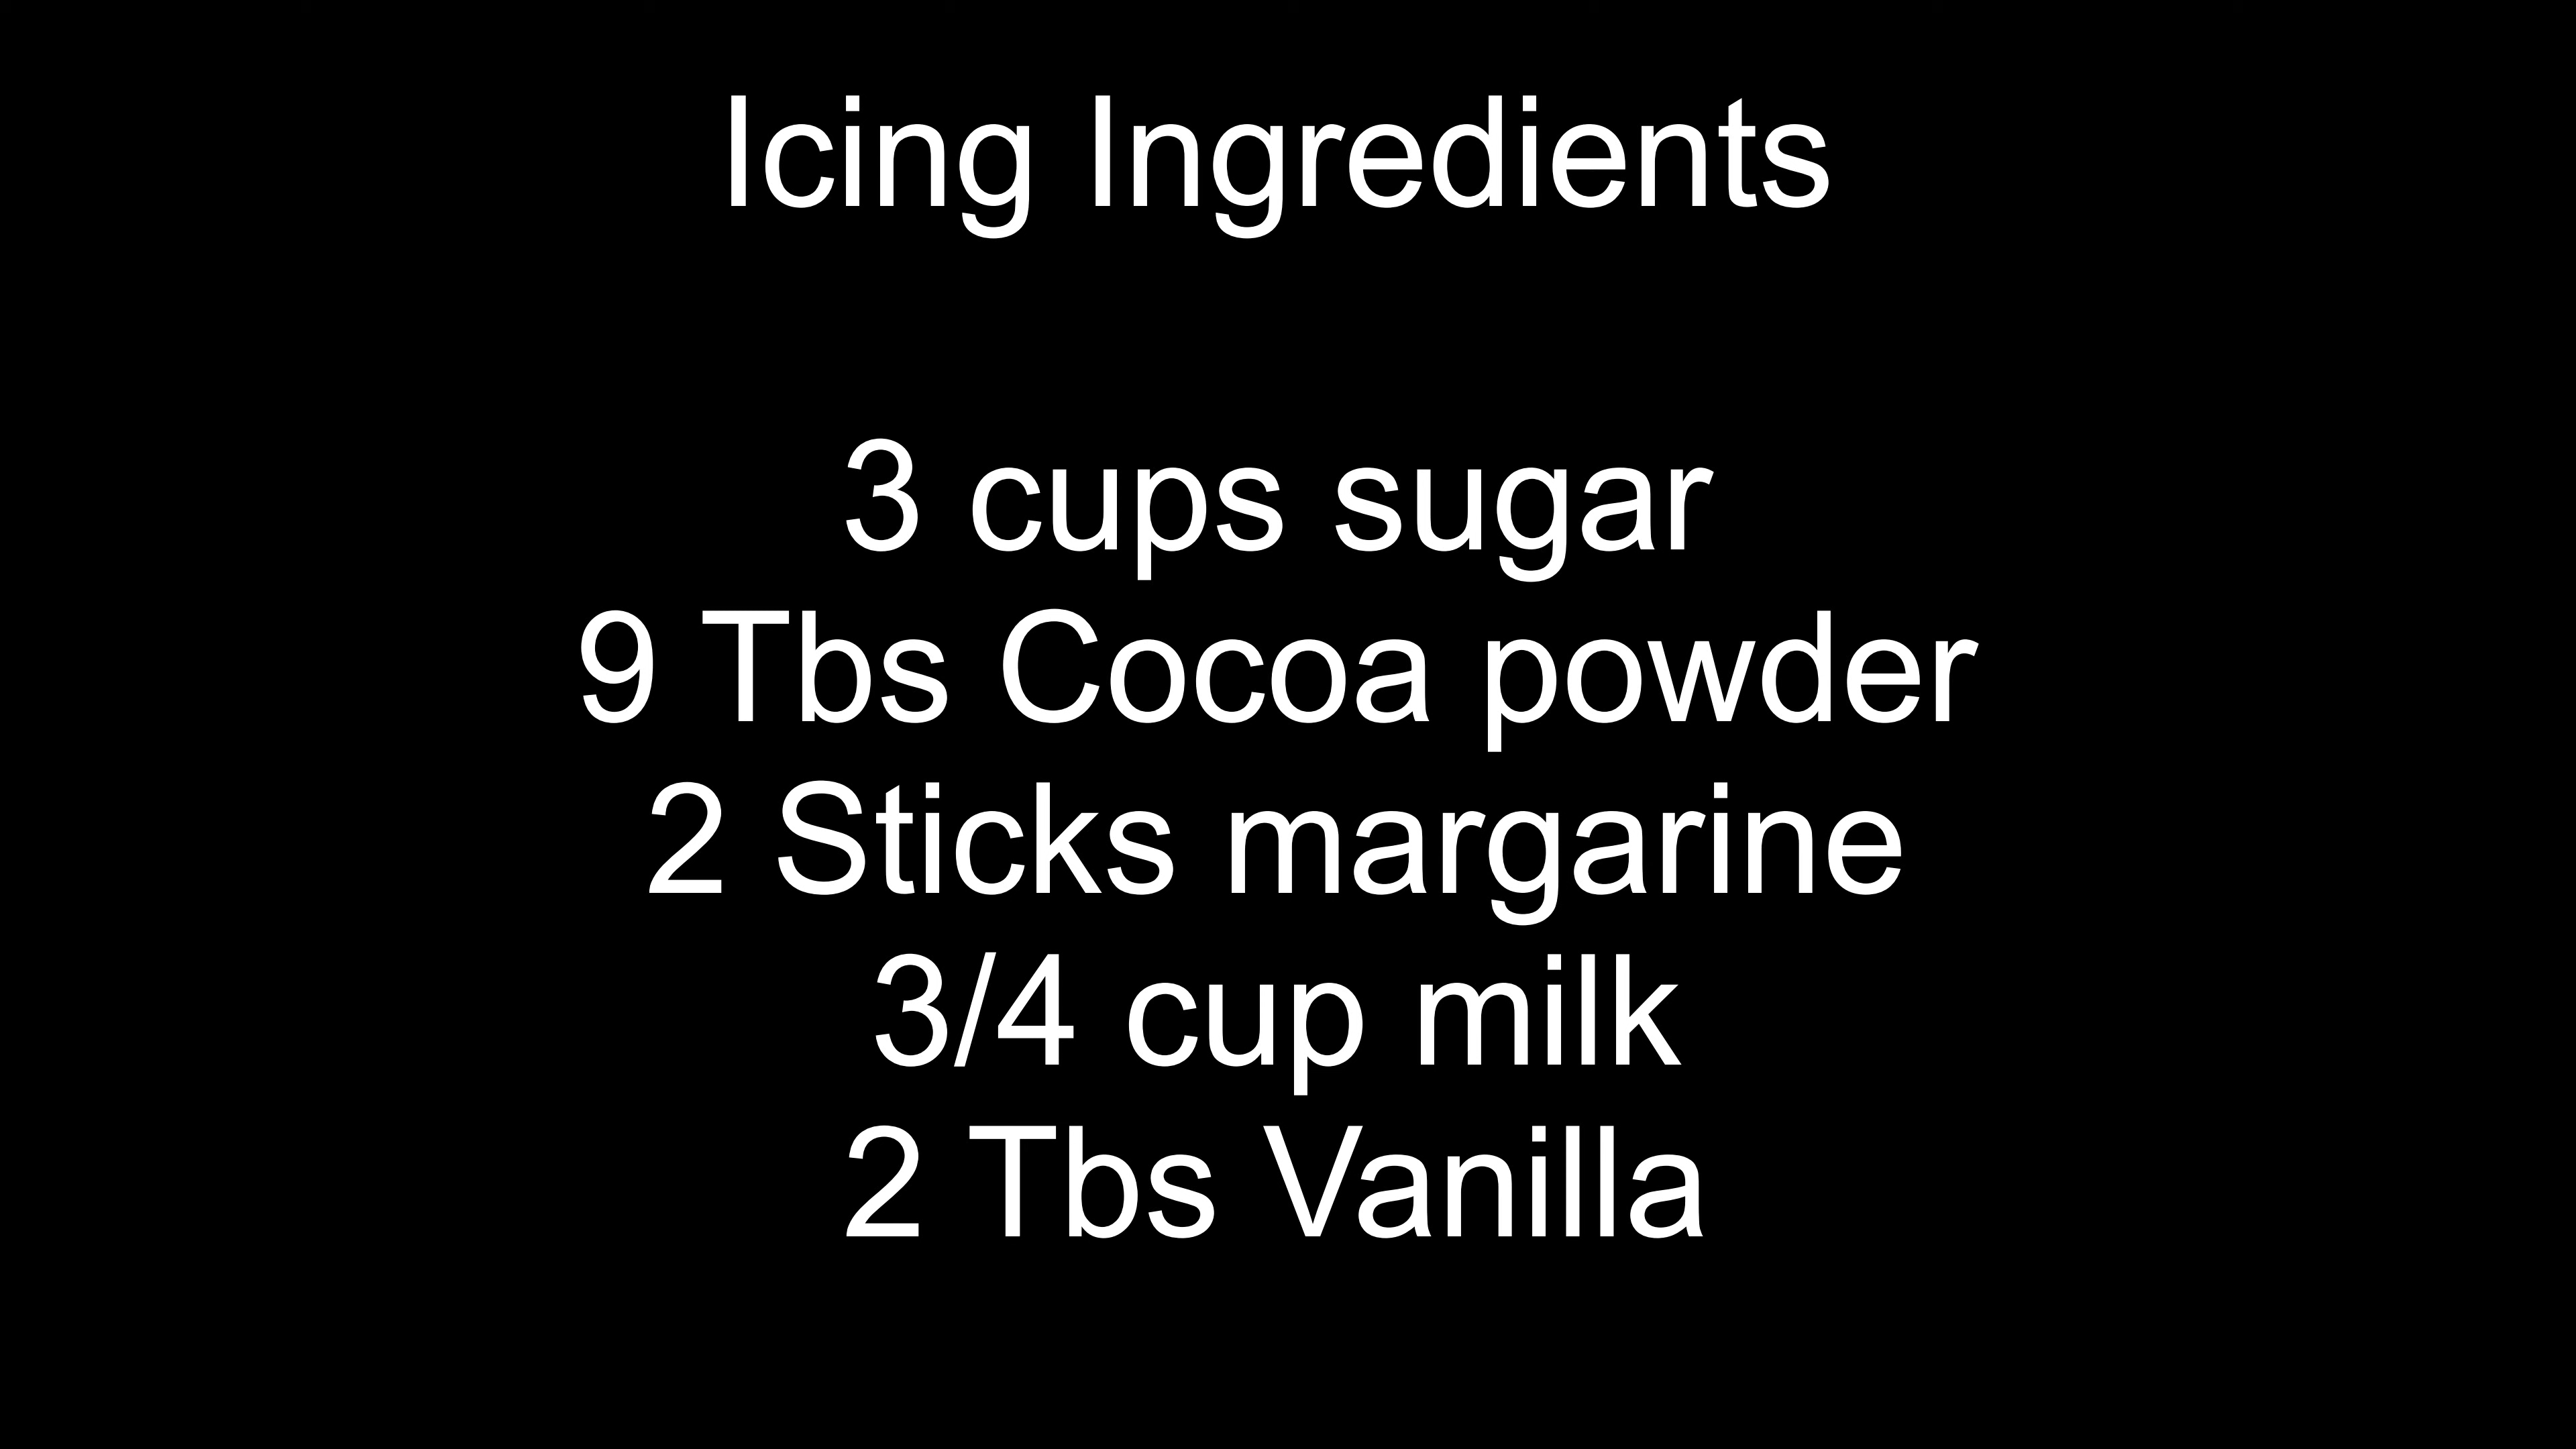 Icing Ingredients
3 cups sugar
9 Tbs Cocoa powder
2 Sticks margarine
3/4 cup milk
2 Tbs Vanilla